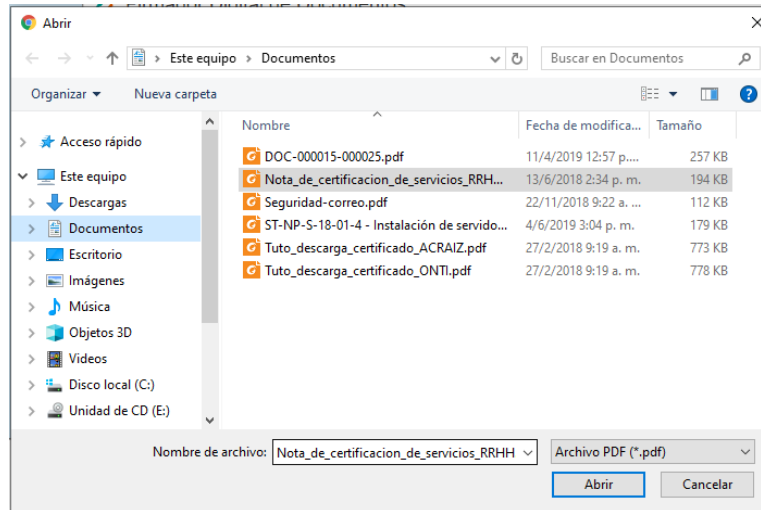 Firmador Digital de Documentos
Abrir
Este equipo > Documentos
Buscar en Documentos
Organizar
Nueva carpeta
?
Nombre
Fecha de modifica...
Tamaño
Acceso rápido
Este equipo
Descargas
Documentos
Escritorio
Imágenes
Música
Objetos 3D
Videos
Disco local (C:)
Unidad de CD (E:)
DOC-000015-000025.pdf 11/4/2019 12:57 p.... 257 KB
Nota_de_certificacion_de_servicios_RRH... 13/6/2018 2:34 p. m. 194 KB
Seguridad-correo.pdf 22/11/2018 9:22 a. ... 112 KB
ST-NP-S-18-01-4 - Instalación de servido... 4/6/2019 3:04 p. m. 179 KB
Tuto_descarga_certificado_ACRAIZ.pdf 27/2/2018 9:19 a. m. 773 KB
Tuto_descarga_certificado_ONTI.pdf 27/2/2018 9:19 a. m. 778 KB
Nombre de archivo: Nota_de_certificacion_de_servicios_RRHH
Archivo PDF (*.pdf)
Abrir
Cancelar